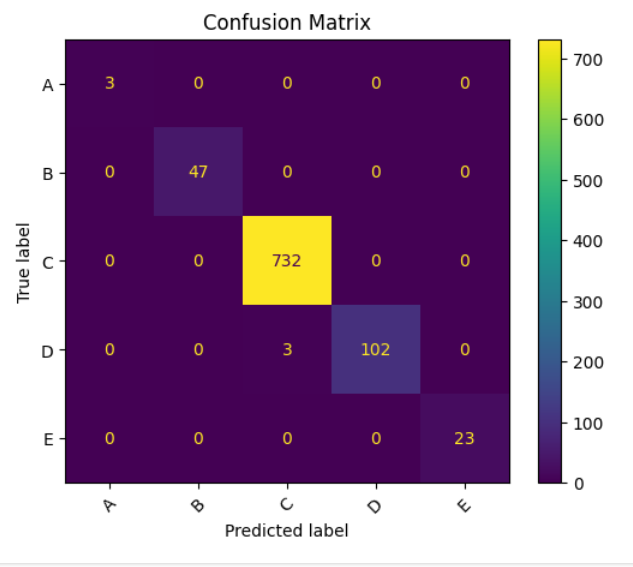 Confusion Matrix
True label
A 3 0 0 0 0
B 0 47 0 0 0
C 0 0 732 0 0
D 0 0 3 102 0
E 0 0 0 0 23
A B C D E
Predicted label
700
600
500
400
300
200
100
0